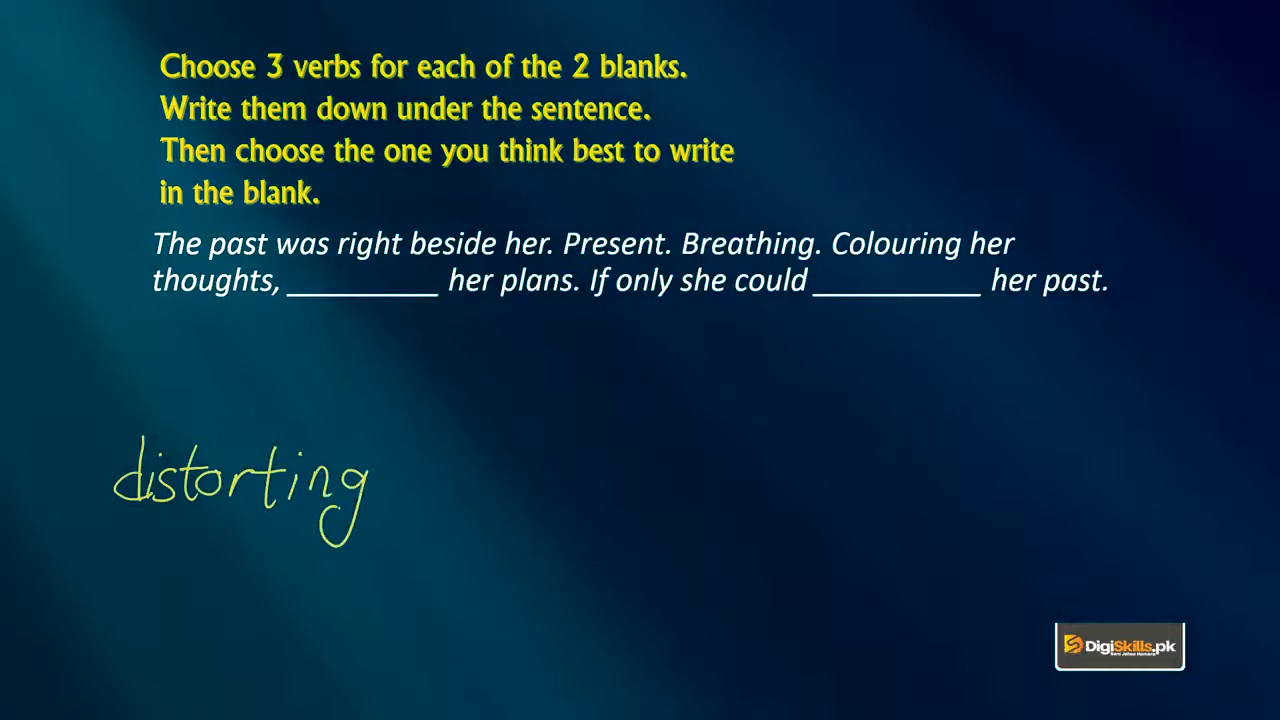 Choose 3 verbs for each of the 2 blanks.
Write them down under the sentence.
Then choose the one you think best to write
in the blank.
The past was right beside her. Present. Breathing. Colouring her
thoughts, __________ her plans. If only she could ___________ her past.
distorting
DigiSkills.pk